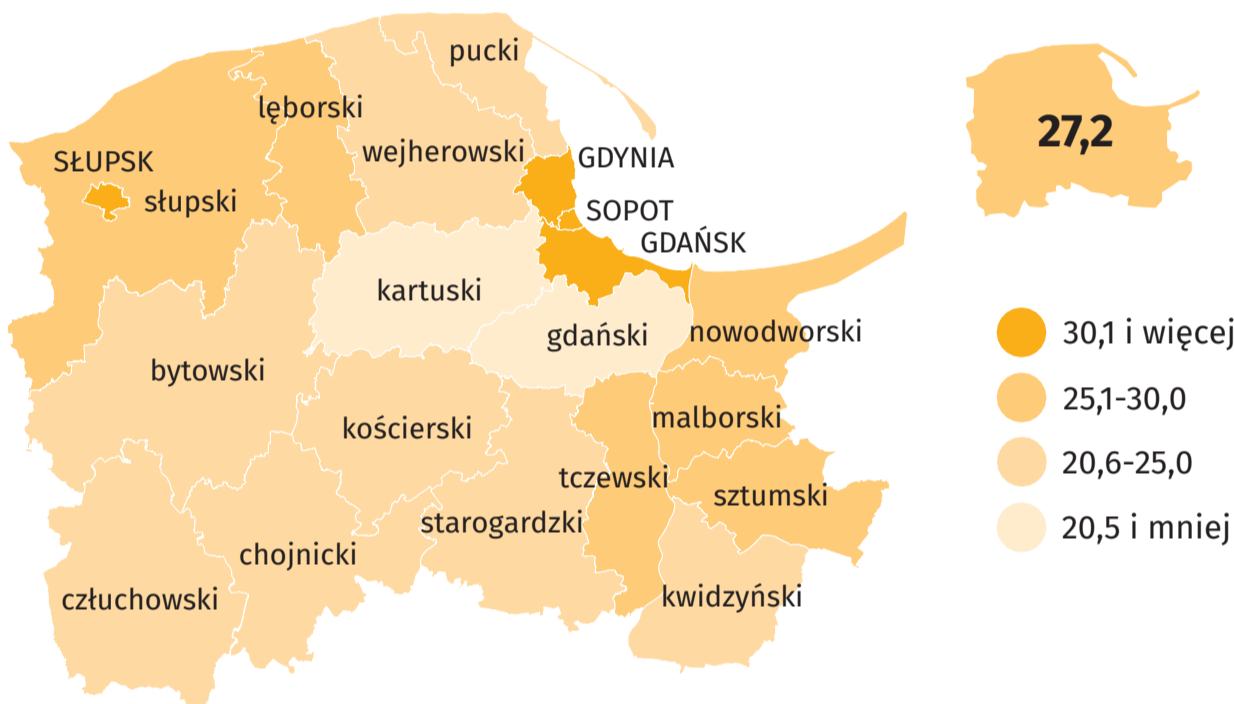 pucki
lęborski
wejherowski
GDYNIA
SŁUPSK
słupski
SOPOT
GDAŃSK
kartuski
gdański
nowodworski
bytowski
kościerski
malborski
tczewski
sztumski
starogardzki
chojnicki
człuchowski
kwidzyński
27,2
30,1 i więcej
25,1-30,0
20,6-25,0
20,5 i mniej